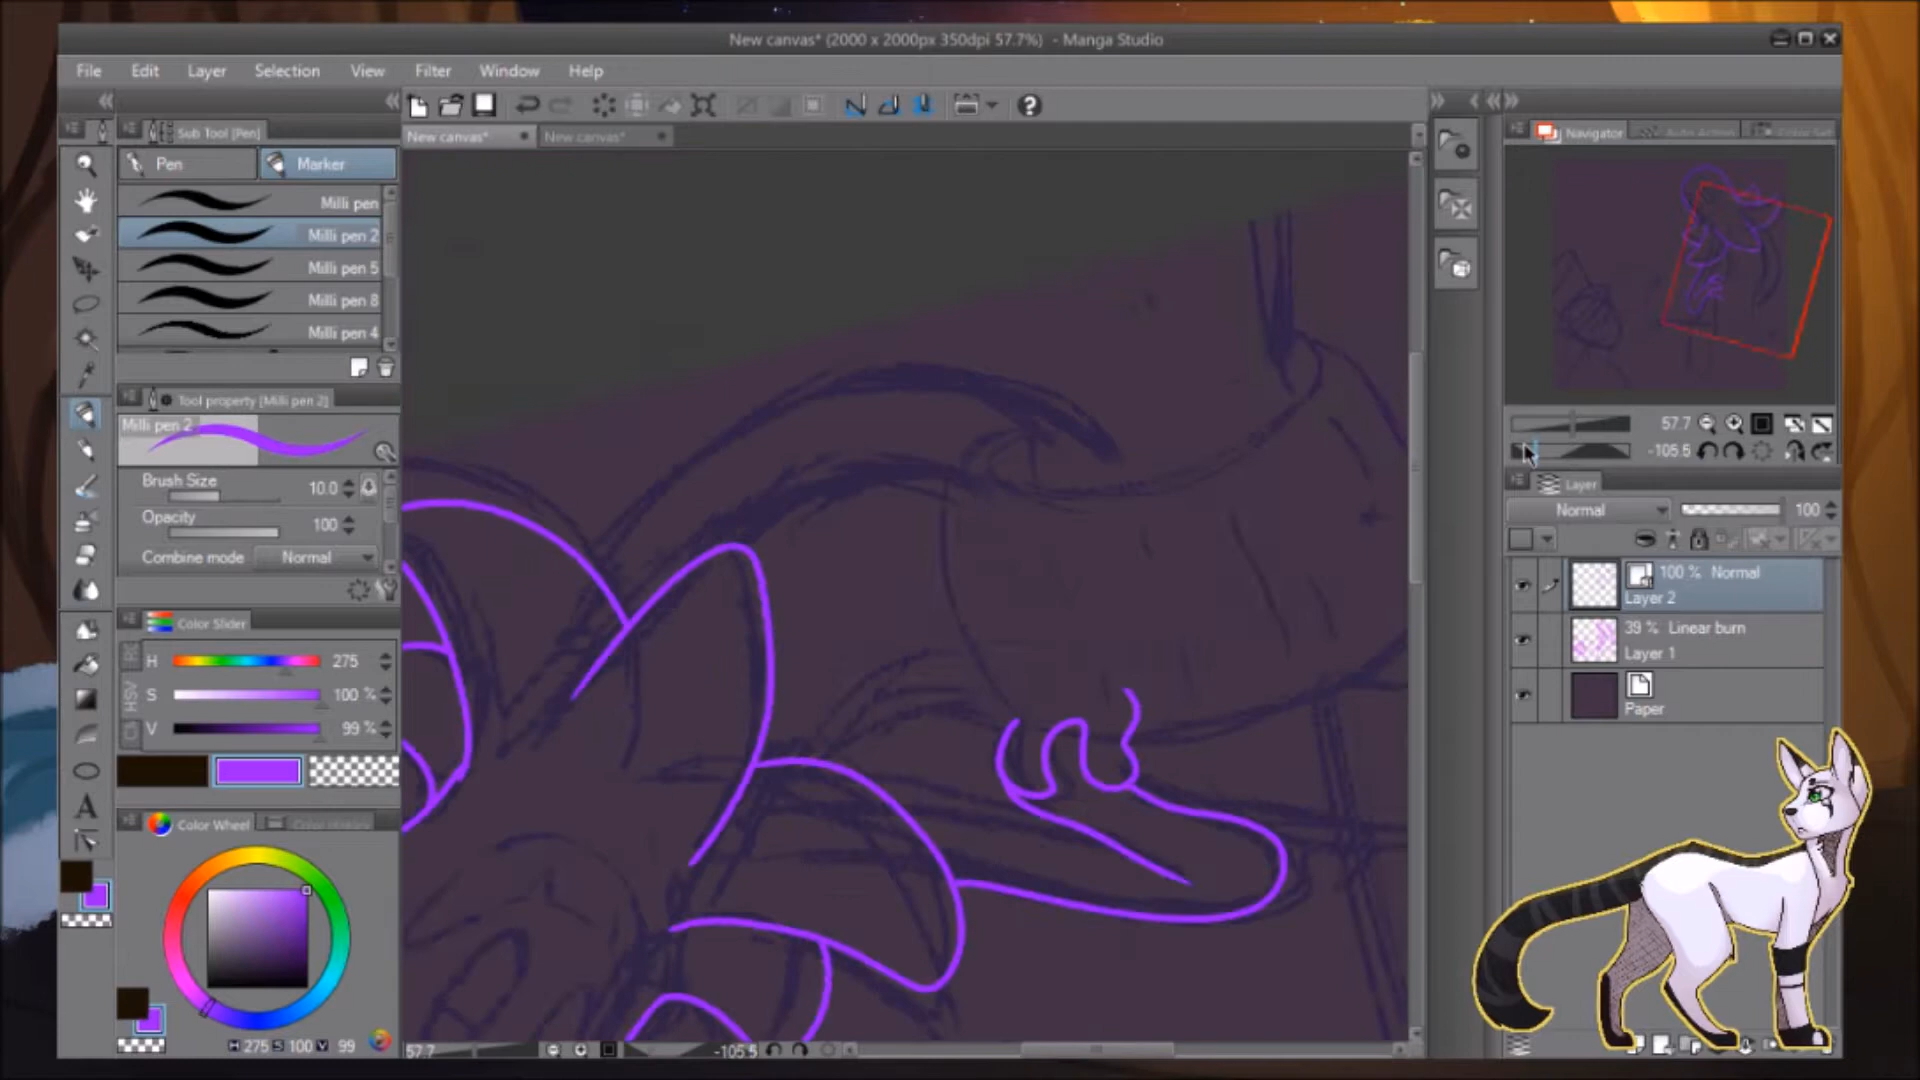 New canvas* (2000 x 2000px 350dpi 57.7%) - Manga Studio
File Edit Layer Selection View Filter Window Help
Sub Tool [Pen]
New canvas* New canvas*
Navigator Auto Action
Pen Marker
Milli pen
Milli pen 2
Milli pen 5
Milli pen 8
Milli pen 4
Tool property [Milli pen 2]
Milli pen 2
Brush Size 10.0
Opacity 100
Combine mode Normal
57.7
-105.5
Layer
Normal 100
100 % Normal
Layer 2
39 % Linear burn
Layer 1
Paper
Color Slider
H 275
S 100 %
V 99 %
HSV
A
Color Wheel
H 275 S 100 V 99
57.7 -105.5